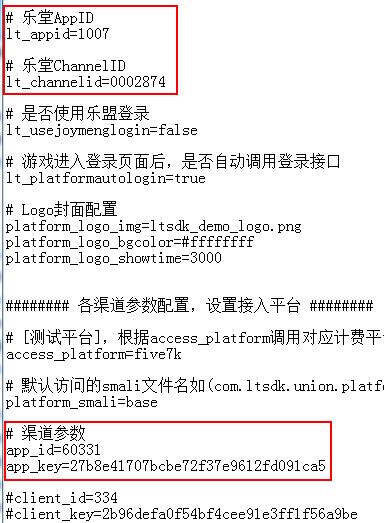 # 乐堂AppID
lt_appid=1007
# 乐堂ChannelID
lt_channelid=0002874
# 是否使用乐盟登录
lt_usejoymenglogin=false
# 游戏进入登录页面后, 是否自动调用登录接口
lt_platformautologin=true
# Logo封面配置
platform_logo_img=ltsdk_demo_logo.png
platform_logo_bgcolor=#ffffffff
platform_logo_showtime=3000
######## 各渠道参数配置, 设置接入平台 ########
# [测试平台], 根据access_platform调用对应计费平
access_platform=five7k
# 默认访问的smali文件名如(com.ltsdk.union.platfo
platform_smali=base
# 渠道参数
app_id=60331
app_key=27b8e41707bcbe72f37e9612fd091ca5
#client_id=334
#client_key=2b96defa0f54bf4cee91e3ff1f56a9be